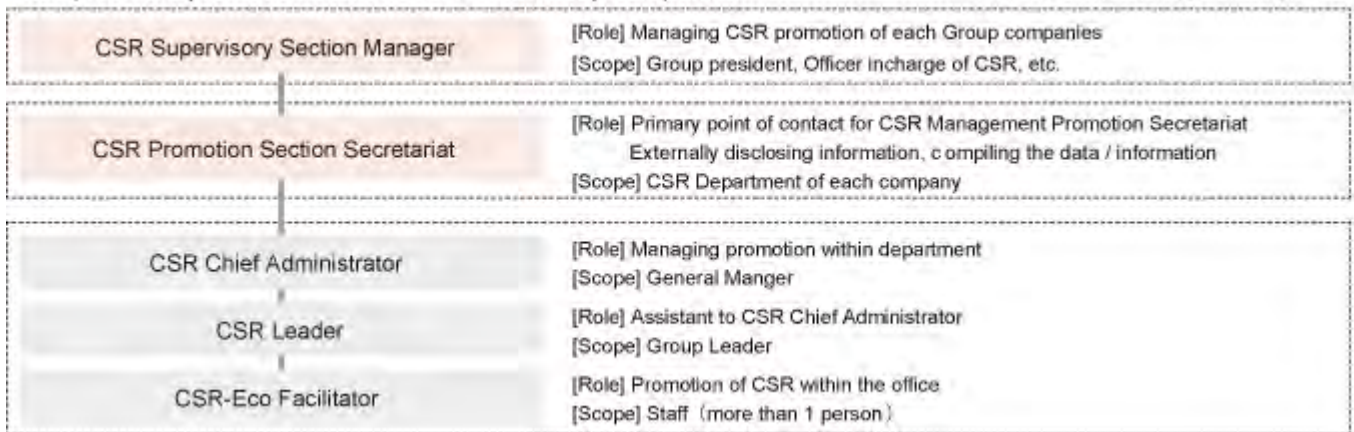 CSR Supervisory Section Manager
[Role] Managing CSR promotion of each Group companies
[Scope] Group president, Officer incharge of CSR, etc.
CSR Promotion Section Secretariat
[Role] Primary point of contact for CSR Management Promotion Secretariat
Externally disclosing information, c ompiling the data / information
[Scope] CSR Department of each company
CSR Chief Administrator
[Role] Managing promotion within department
[Scope] General Manger
CSR Leader
[Role] Assistant to CSR Chief Administrator
[Scope] Group Leader
CSR-Eco Facilitator
[Role] Promotion of CSR within the office
[Scope] Staff（more than 1 person）